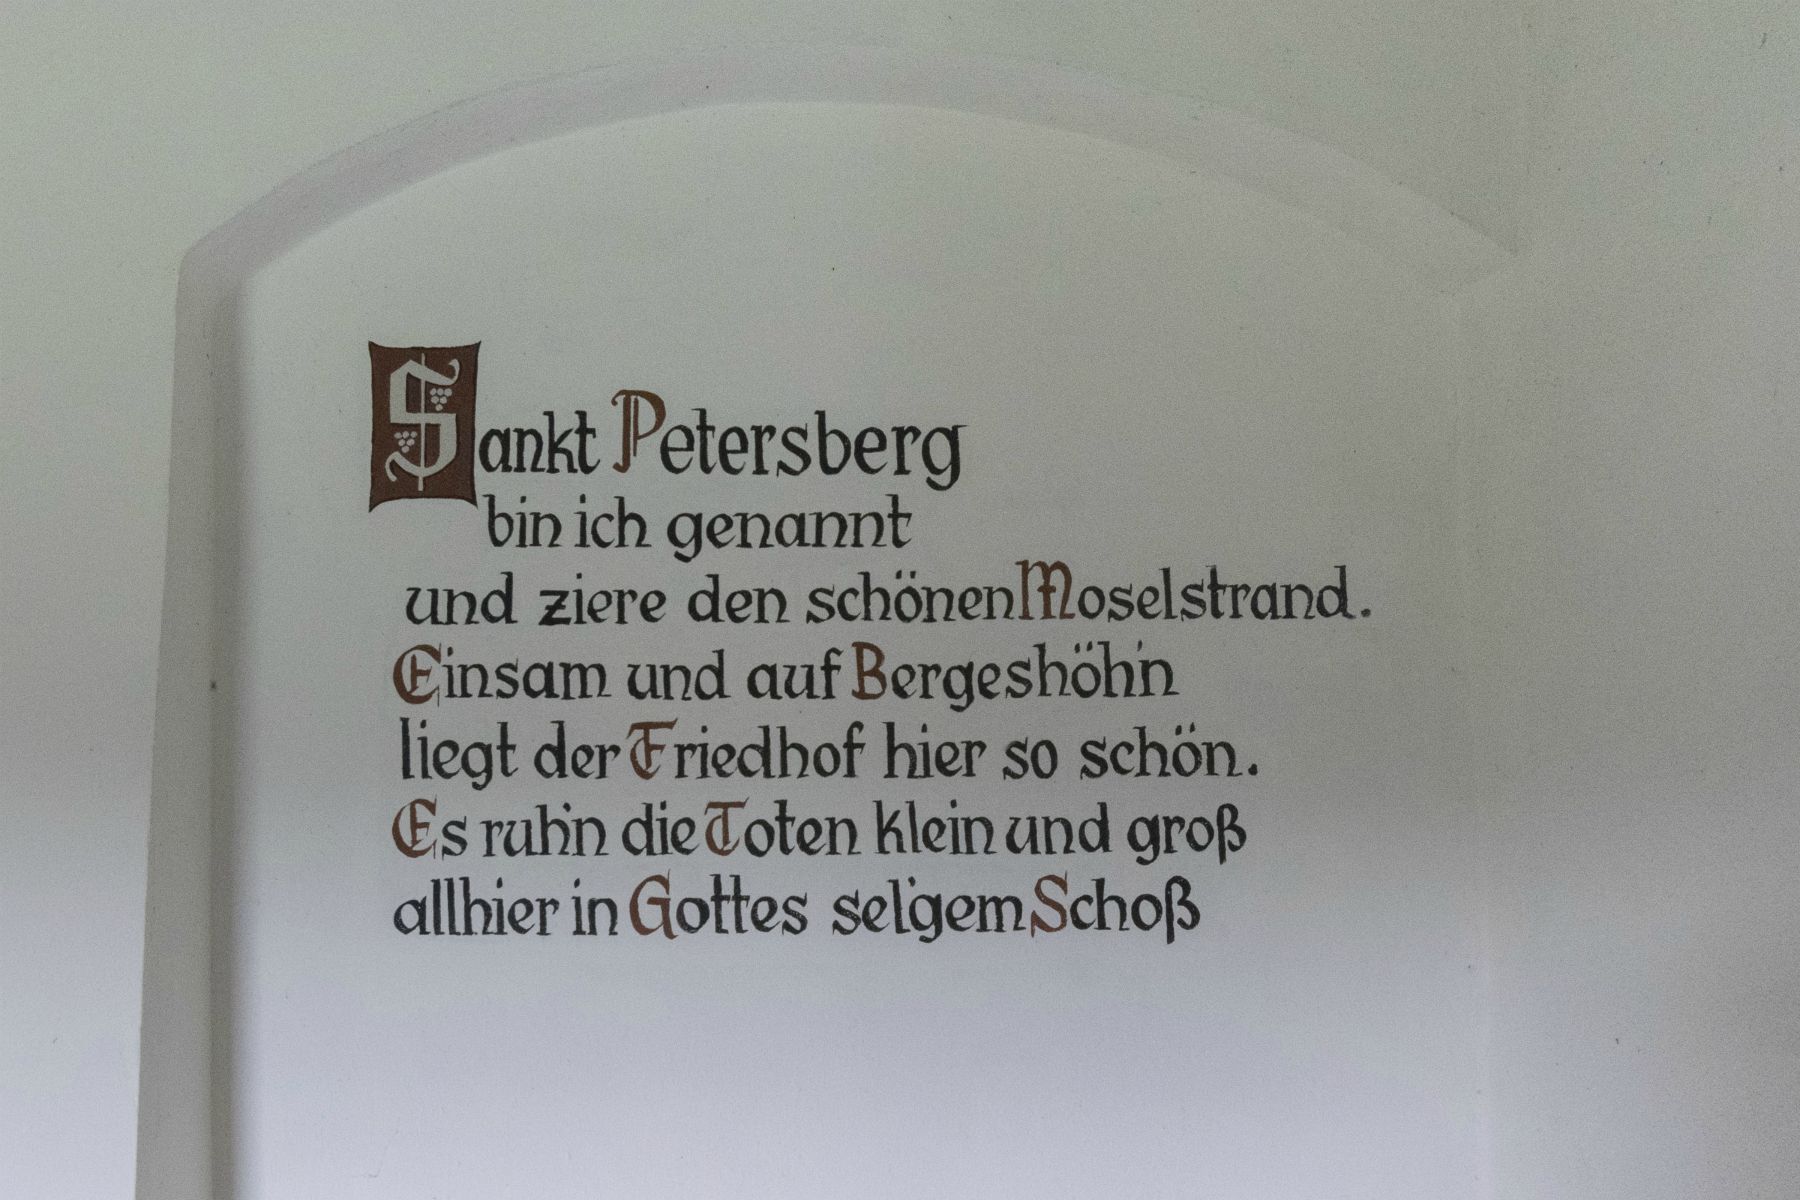 Sankt Petersberg
bin ich genannt
und ziere den schönen Moselstrand.
Einsam und auf Bergeshöh'n
liegt der Friedhof hier so schön.
Es ruh'n die Toten klein und groß
allhier in Gottes sel'gem Schoß